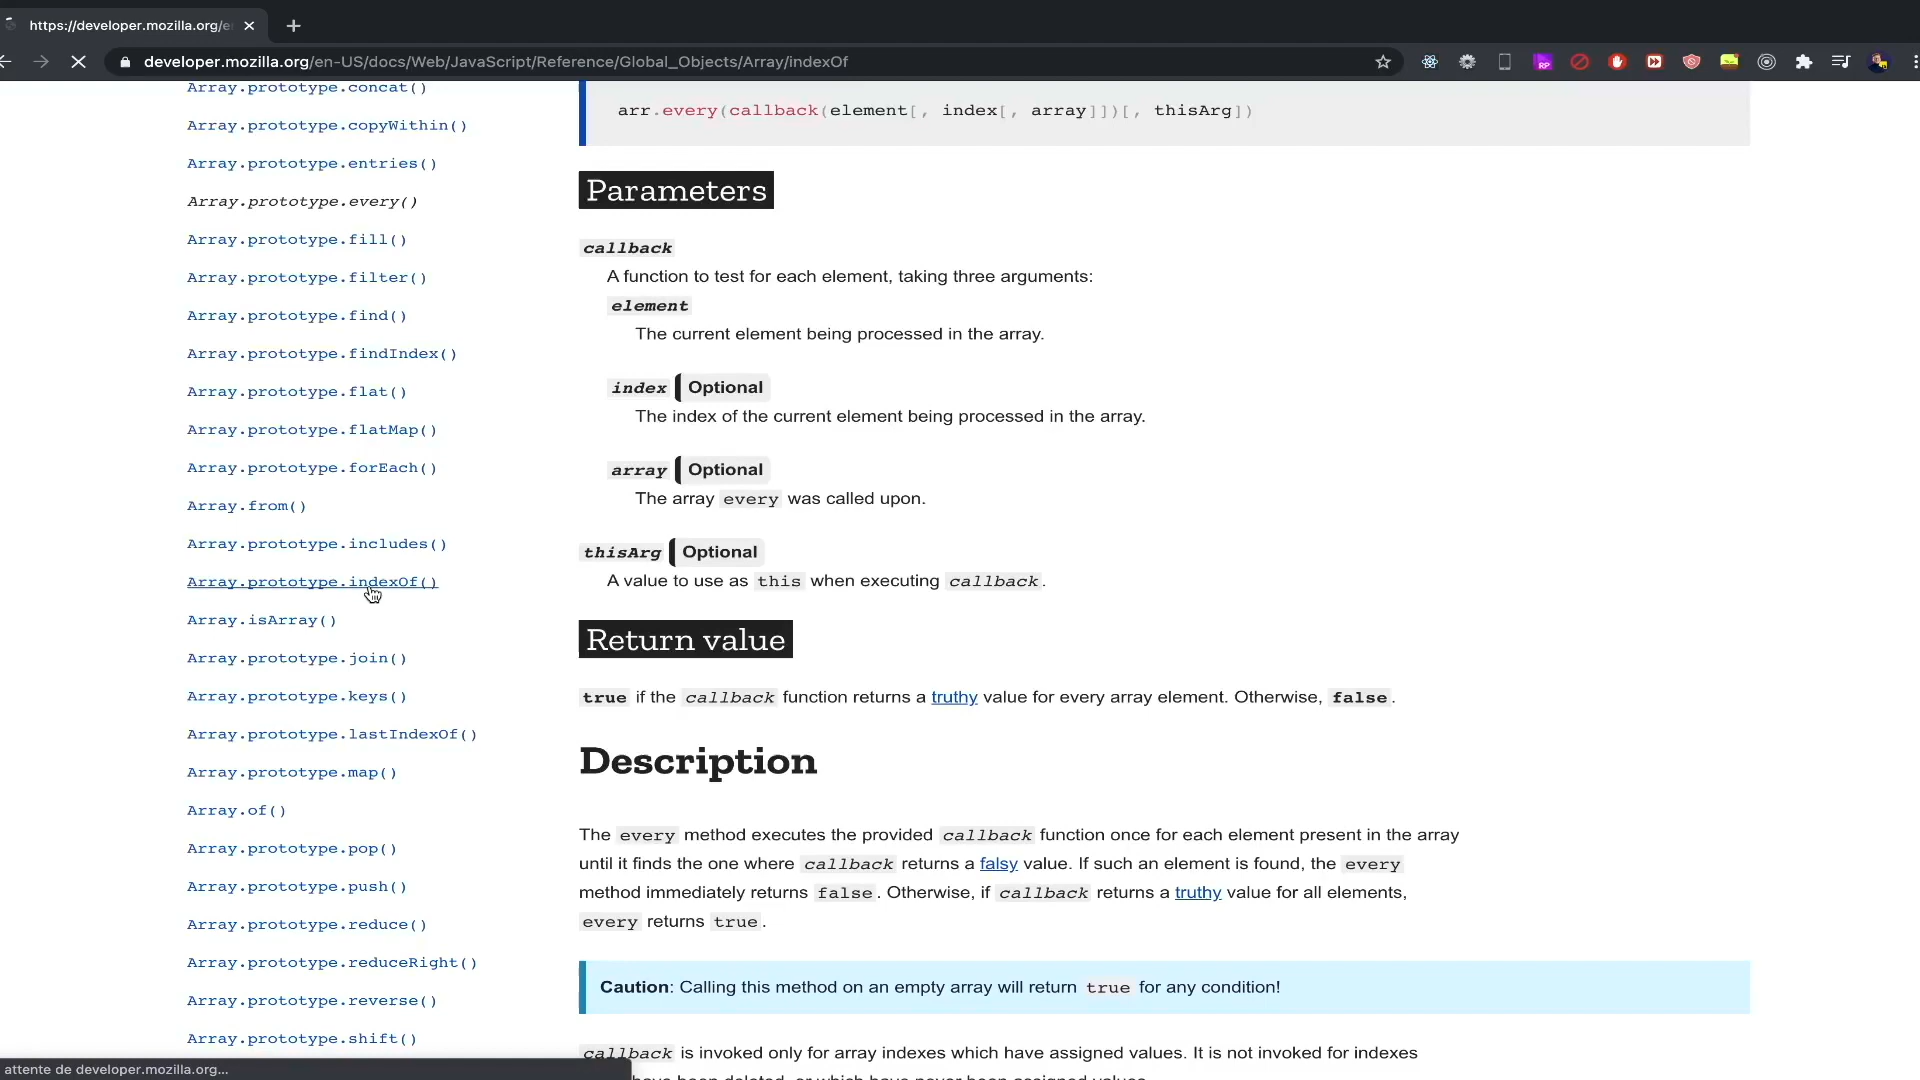 https://developer.mozilla.org/e
developer.mozilla.org/en-US/docs/Web/JavaScript/Reference/Global_Objects/Array/indexOf
RP
Array.prototype.concat()
Array.prototype.copyWithin()
Array.prototype.entries()
Array.prototype.every()
Array.prototype.fill()
Array.prototype.filter()
Array.prototype.find()
Array.prototype.findIndex()
Array.prototype.flat()
Array.prototype.flatMap()
Array.prototype.forEach()
Array.from()
Array.prototype.includes()
Array.prototype.indexOf()
Array.isArray()
Array.prototype.join()
Array.prototype.keys()
Array.prototype.lastIndexOf()
Array.prototype.map()
Array.of()
Array.prototype.pop()
Array.prototype.push()
Array.prototype.reduce()
Array.prototype.reduceRight()
Array.prototype.reverse()
Array.prototype.shift()
arr.every(callback(element[, index[, array]])[, thisArg])
Parameters
callback
A function to test for each element, taking three arguments:
element
The current element being processed in the array.
index Optional
The index of the current element being processed in the array.
array Optional
The array every was called upon.
thisArg Optional
A value to use as this when executing callback.
Return value
true if the callback function returns a truthy value for every array element. Otherwise, false.
Description
The every method executes the provided callback function once for each element present in the array
until it finds the one where callback returns a falsy value. If such an element is found, the every
method immediately returns false. Otherwise, if callback returns a truthy value for all elements,
every returns true.
Caution: Calling this method on an empty array will return true for any condition!
callback is invoked only for array indexes which have assigned values. It is not invoked for indexes
have been deleted, or which have never been assigned values.
attente de developer.mozilla.org...